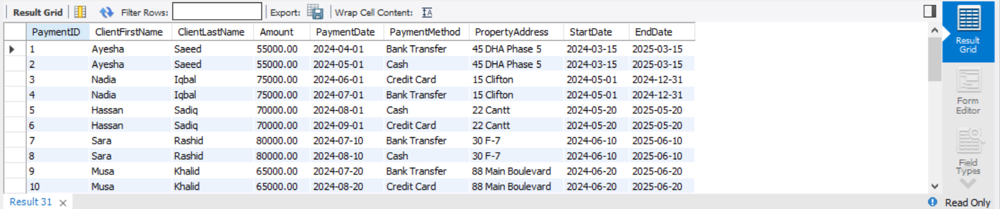 Result Grid Filter Rows: Export: Wrap Cell Content:
PaymentID ClientFirstName ClientLastName Amount PaymentDate PaymentMethod PropertyAddress StartDate EndDate
1 Ayesha Saeed 55000.00 2024-04-01 Bank Transfer 45 DHA Phase 5 2024-03-15 2025-03-15
2 Ayesha Saeed 55000.00 2024-05-01 Cash 45 DHA Phase 5 2024-03-15 2025-03-15
3 Nadia Iqbal 75000.00 2024-06-01 Credit Card 15 Clifton 2024-05-01 2024-12-31
4 Nadia Iqbal 75000.00 2024-07-01 Bank Transfer 15 Clifton 2024-05-01 2024-12-31
5 Hassan Sadiq 70000.00 2024-08-01 Cash 22 Cantt 2024-05-20 2025-05-20
6 Hassan Sadiq 70000.00 2024-09-01 Credit Card 22 Cantt 2024-05-20 2025-05-20
7 Sara Rashid 80000.00 2024-07-10 Bank Transfer 30 F-7 2024-06-10 2025-06-10
8 Sara Rashid 80000.00 2024-08-10 Cash 30 F-7 2024-06-10 2025-06-10
9 Musa Khalid 65000.00 2024-07-20 Bank Transfer 88 Main Boulevard 2024-06-20 2025-06-20
10 Musa Khalid 65000.00 2024-08-20 Credit Card 88 Main Boulevard 2024-06-20 2025-06-20
Result
Grid
Form
Editor
Field
Types
Result 31
Read Only